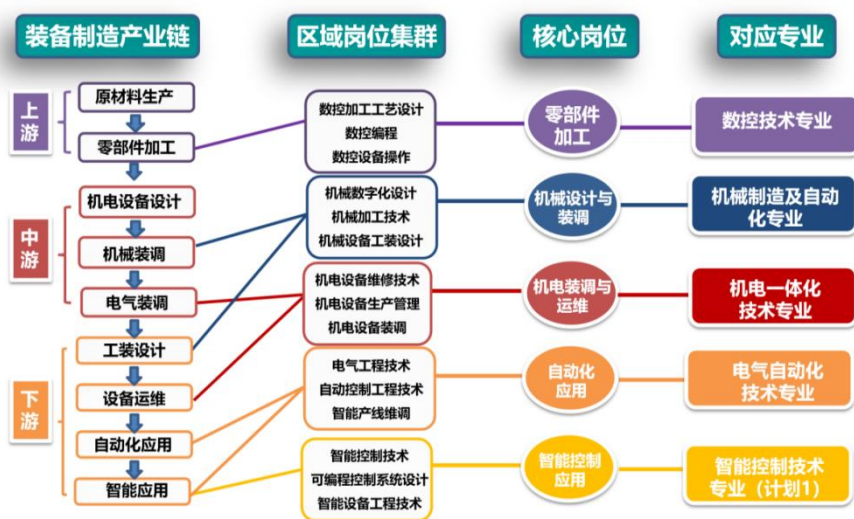 装备制造产业链
区域岗位集群
核心岗位
对应专业
上
游
原材料生产
零部件加工
数控加工工艺设计
数控编程
数控设备操作
零部件
加工
数控技术专业
中
游
机电设备设计
机械装调
电气装调
机械数字化设计
机械加工技术
机械设备工装设计
机械设计与
装调
机械制造及自动
化专业
机电设备维修技术
机电设备生产管理
机电设备装调
机电装调与
运维
机电一体化
技术专业
下
游
工装设计
设备运维
自动化应用
智能应用
电气工程技术
自动控制工程技术
智能产线维调
自动化
应用
电气自动化
技术专业
智能控制技术
可编程控制系统设计
智能设备工程技术
智能控制
应用
智能控制技术
专业（计划1）